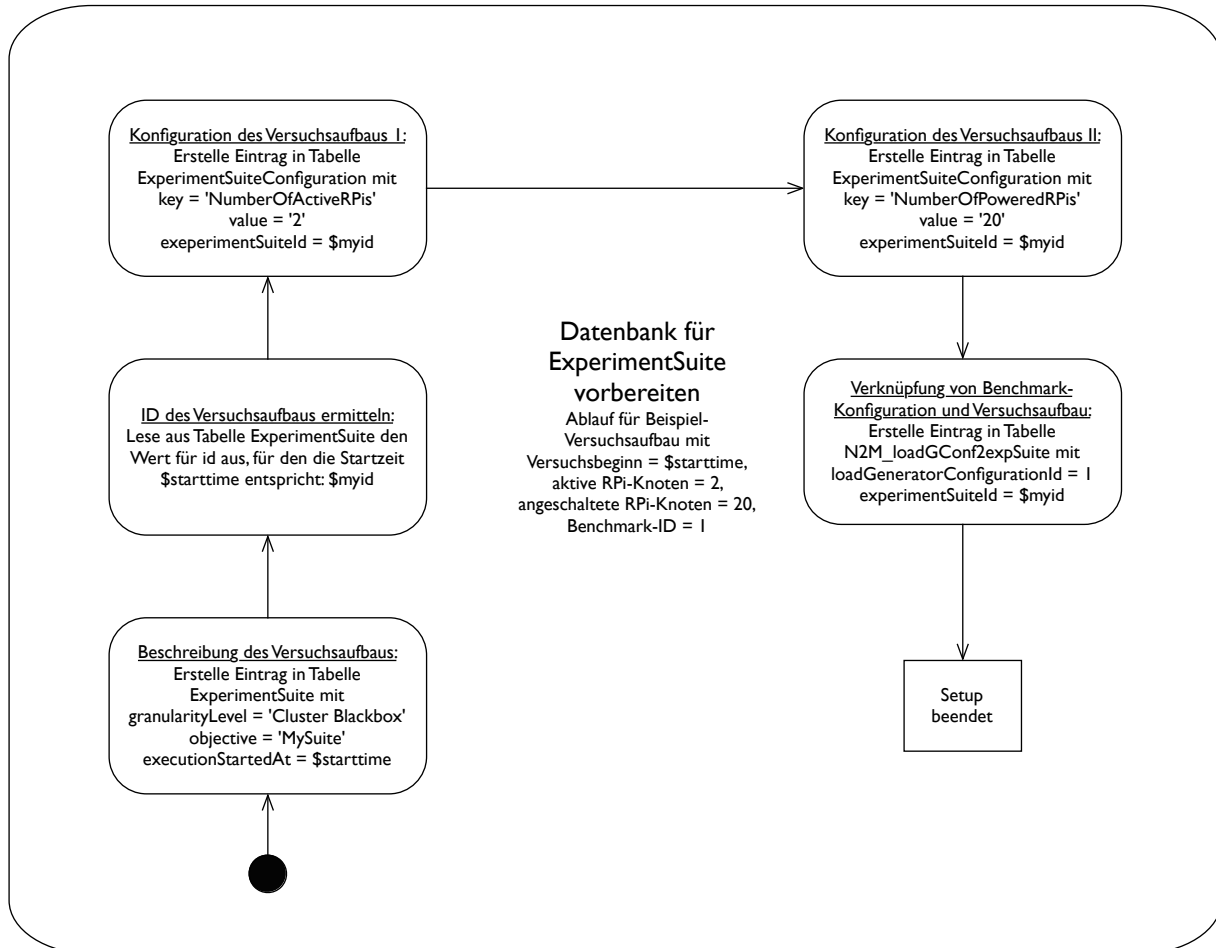 Konfiguration des Versuchsaufbaus I:
Erstelle Eintrag in Tabelle
ExperimentSuiteConfiguration mit
key = 'NumberOfActiveRPis'
value = '2'
exeperimentSuiteId = $myid
Konfiguration des Versuchsaufbaus II:
Erstelle Eintrag in Tabelle
ExperimentSuiteConfiguration mit
key = 'NumberOfPoweredRPis'
value = '20'
experimentSuiteId = $myid
Datenbank für
ExperimentSuite
vorbereiten
Ablauf für Beispiel-
Versuchsaufbau mit
Versuchsbeginn = $starttime,
aktive RPi-Knoten = 2,
angeschaltete RPi-Knoten = 20,
Benchmark-ID = 1
ID des Versuchsaufbaus ermitteln:
Lese aus Tabelle ExperimentSuite den
Wert für id aus, für den die Startzeit
$starttime entspricht: $myid
Verknüpfung von Benchmark-
Konfiguration und Versuchsaufbau:
Erstelle Eintrag in Tabelle
N2M_loadGConf2expSuite mit
loadGeneratorConfigurationId = 1
experimentSuiteId = $myid
Beschreibung des Versuchsaufbaus:
Erstelle Eintrag in Tabelle
ExperimentSuite mit
granularityLevel = 'Cluster Blackbox'
objective = 'MySuite'
executionStartedAt = $starttime
Setup
beendet